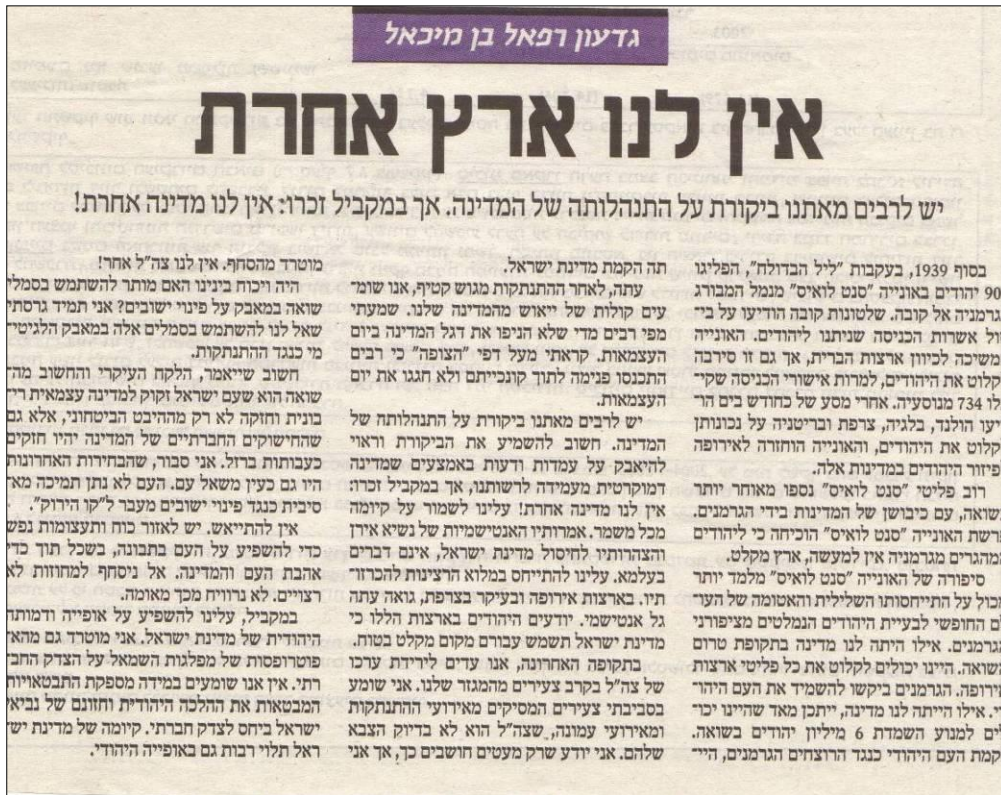 גדעון רפאל בן מיכאל
אין לנו ארץ אחרת
יש לרבים מאתנו ביקורת על התנהלותה של המדינה. אך במקביל זכרו: אין לנו מדינה אחרת!
בסוף 1939, בעקבות "ליל הבדולח", הפליגו
יהודים באונייה "סנט לואיס" מנמל המבורג
גרמניה אל קובה. שלטונות קובה הודיעו על בי־
ול אשרות הכניסה שניתנו ליהודים. האונייה
משיכה לכיוון ארצות הברית, אך גם זו סירבה
קלוט את היהודים, למרות אישורי הכניסה שקי־
לו 734 מנוסעיה. אחרי מסע של כחודש בים הו־
יעו הולנד, בלגיה, צרפת ובריטניה על נכונותן
קלוט את היהודים, והאונייה הוחזרה לאירופה
פיזור היהודים במדינות אלה.
רוב פליטי "סנט לואיס" נספו מאוחר יותר
שואה, עם כיבושן של המדינות בידי הגרמנים.
פרשת האונייה "סנט לואיס" הוכיחה כי ליהודים
מהגרים מגרמניה אין למעשה, ארץ מקלט.
סיפורה של האונייה "סנט לואיס" מלמד יותר
מכול על התייחסותו השלילית והאטומה של העו־
ם החופשי לבעיית היהודים הנמלטים מציפורני
גרמנים. אילו היתה לנו מדינה בתקופת טרום
שואה. היינו יכולים לקלוט את כל פליטי ארצות
אירופה. הגרמנים ביקשו להשמיד את העם היהו־
י. אילו הייתה לנו מדינה, ייתכן מאד שהיינו יכו־
ים למנוע השמדת 6 מיליון יהודים בשואה.
קמת העם היהודי כנגד הרוצחים הגרמנים, היי־
תה הקמת מדינת ישראל.
עתה, לאחר ההתנתקות מגוש קטיף, אנו שומ־
עים קולות של ייאוש מהמדינה שלנו. שמעתי
מפי רבים מדי שלא הניפו את דגל המדינה ביום
העצמאות. קראתי מעל דפי "הצופה" כי רבים
התכנסו פנימה לתוך קונכייתם ולא חגגו את יום
העצמאות.
יש לרבים מאתנו ביקורת על התנהלותה של
המדינה. חשוב להשמיע את הביקורת וראוי
להיאבק על עמדות ודעות באמצעים שמדינה
דמוקרטית מעמידה לרשותנו, אך במקביל זכרו:
אין לנו מדינה אחרת! עלינו לשמור על קיומה
מכל משמר. אמרותיו האנטישמיות של נשיא אירן
והצהרותיו לחיסול מדינת ישראל, אינם דברים
בעלמא. עלינו להתייחס במלוא הרצינות להכרזו־
תיו. בארצות אירופה ובעיקר בצרפת, גואה עתה
גל אנטישמי. יודעים היהודים בארצות הללו כי
מדינת ישראל תשמש עבורם מקום מקלט בטוח.
בתקופה האחרונה, אנו עדים לירידת ערכו
של צה"ל בקרב צעירים מהמגזר שלנו. אני שומע
בסביבתי צעירים המסיקים מאירועי ההתנתקות
ומאירועי עמונה, שצה"ל הוא לא בדיוק הצבא
שלהם. אני יודע שרק מעטים חושבים כך, אך אני
מוטרד מהסחף. אין לנו צה"ל אחר!
היה ויכוח בינינו האם מותר להשתמש בסמלי
שואה במאבק על פינוי ישובים? אני תמיד גרסתי
שאל לנו להשתמש בסמלים אלה במאבק הלגיטי־
מי כנגד ההתנתקות.
חשוב שייאמר, הלקח העיקרי והחשוב מה־
שואה הוא שעם ישראל זקוק למדינה עצמאית ריו
בונית וחזקה לא רק מההיבט הביטחוני, אלא גם
שהחישוקים החברתיים של המדינה יהיו חזקים
כעבותות ברזל. אני סבור, שהבחירות האחרונות
היו גם כעין משאל עם. העם לא נתן תמיכה מאו
סיבית כנגד פינוי ישובים מעבר ל"קו הירוק".
אין להתייאש. יש לאזור כוח ותעצומות נפש
כדי להשפיע על העם בתבונה, בשכל תוך כדי
אהבת העם והמדינה. אל ניסחף למחוזות לא
רצויים. לא נרוויח מכך מאומה.
במקביל, עלינו להשפיע על אופייה ודמותה
היהודית של מדינת ישראל. אני מוטרד גם מהאו
פוטרופסות של מפלגות השמאל על הצדק החבר
רתי. אין אנו שומעים במידה מספקת התבטאויות
המבטאות את ההלכה היהודית וחזונם של נביאי
ישראל ביחס לצדק חברתי. קיומה של מדינת יש־
ראל תלוי רבות גם באופייה היהודי.